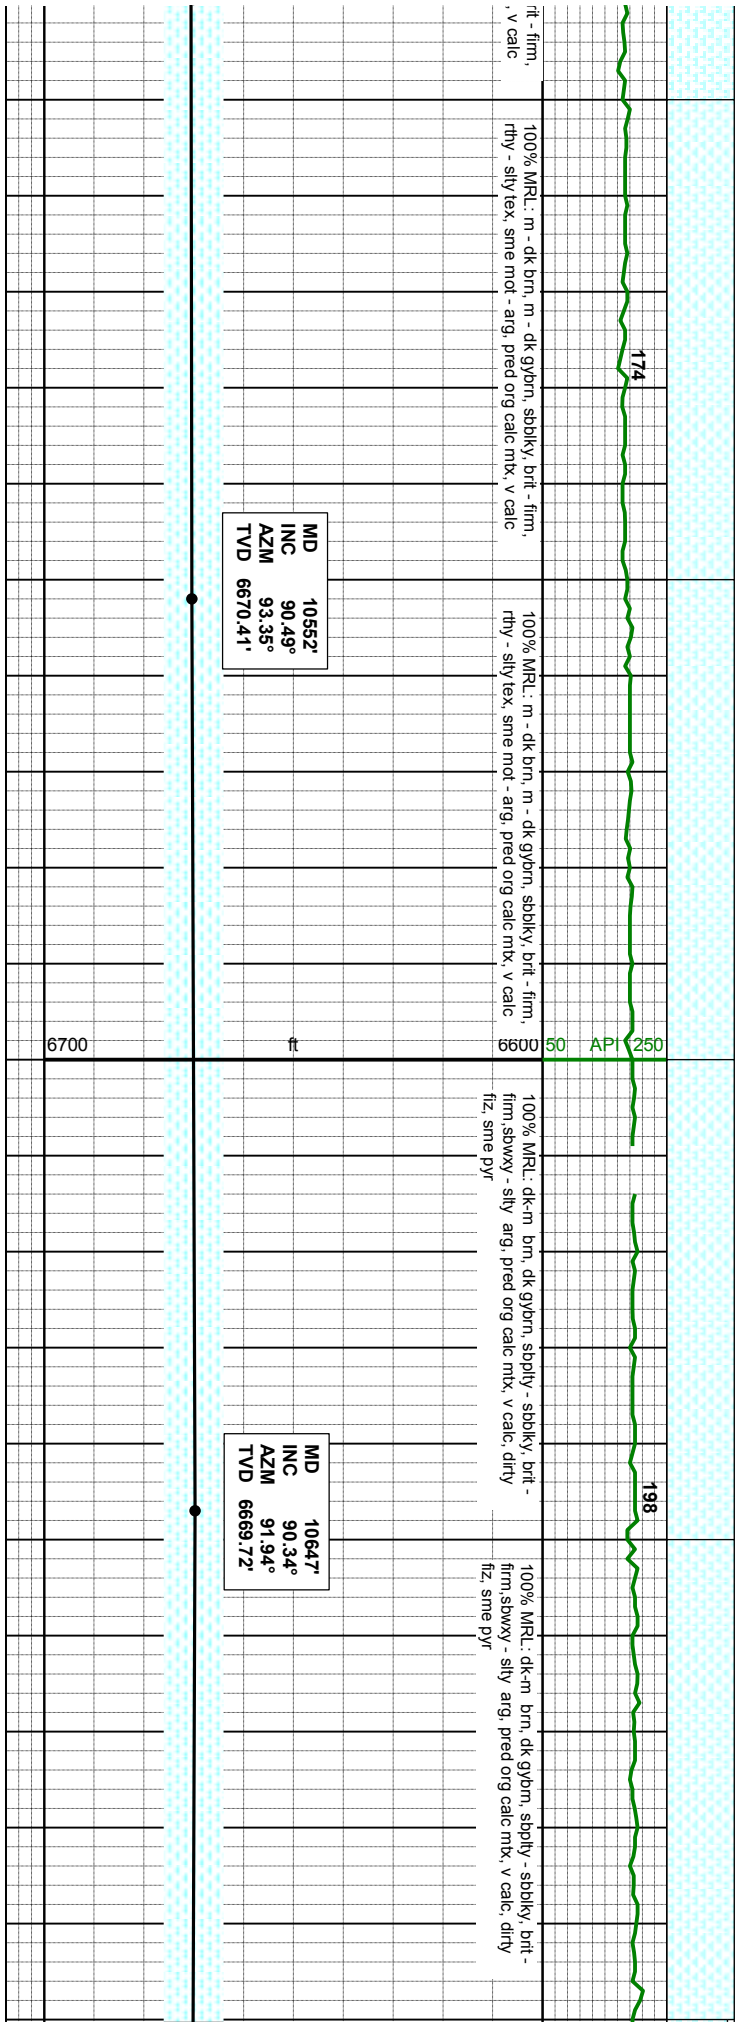 rit - firm,
, v calc
100% MRL: m - dk brn, m - dk gybrn, sbblky, brit - firm,
rthy - slty tex, sme mot - arg, pred org calc mtx, v calc
174
MD 10552'
INC 90.49°
AZM 93.35°
TVD 6670.41'
100% MRL: m - dk brn, m - dk gybrn, sbblky, brit - firm,
rthy - slty tex, sme mot - arg, pred org calc mtx, v calc
6700 ft 6600 50 API 250
100% MRL: dk-m brn, dk gybrn, sbplty - sbblky, brit -
firm,sbwxy - slty arg, pred org calc mtx, v calc, dirty
fiz, sme pyr
198
MD 10647'
INC 90.34°
AZM 91.94°
TVD 6669.72'
100% MRL: dk-m brn, dk gybrn, sbplty - sbblky, brit -
firm,sbwxy - slty arg, pred org calc mtx, v calc, dirty
fiz, sme pyr